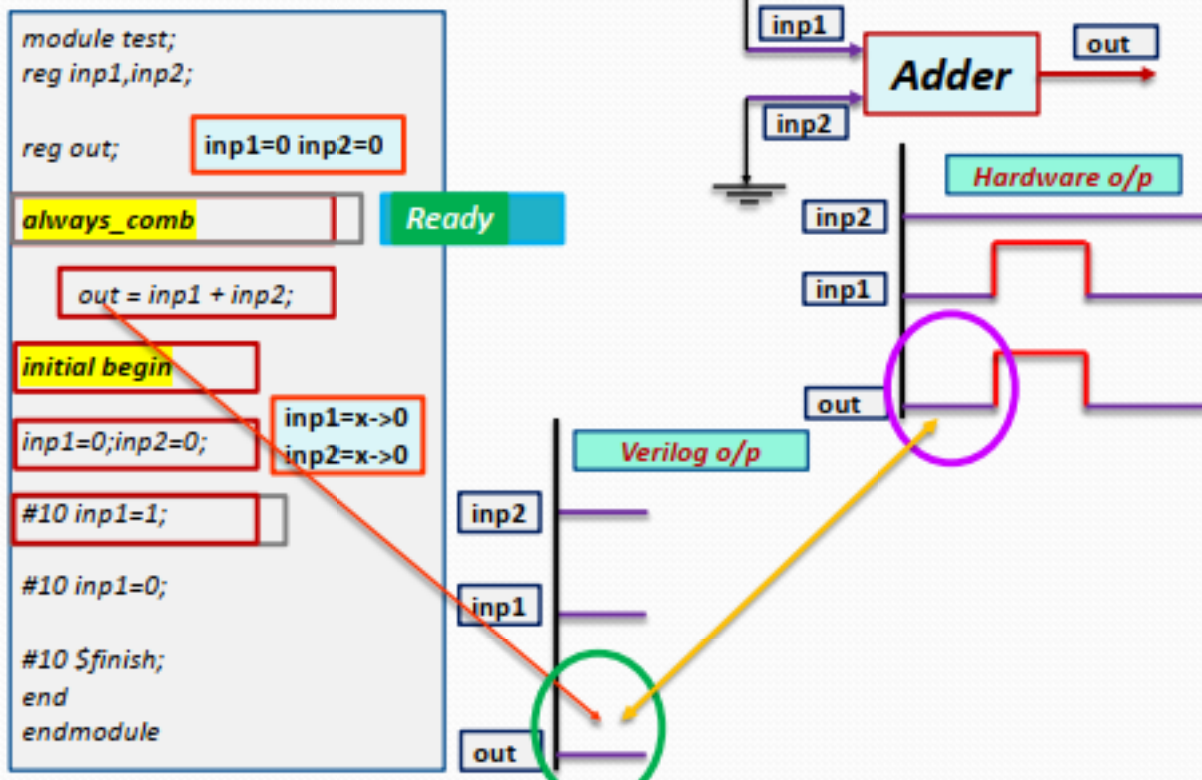 module test;
reg inp1,inp2;
reg out;
inp1=0 inp2=0
always_comb
Ready
out = inp1 + inp2;
initial begin
inp1=0;inp2=0;
inp1=x->0
inp2=x->0
#10 inp1=1;
#10 inp1=0;
#10 $finish;
end
endmodule
Verilog o/p
inp2
inp1
out
inp1
Adder
out
inp2
Hardware o/p
inp2
inp1
out